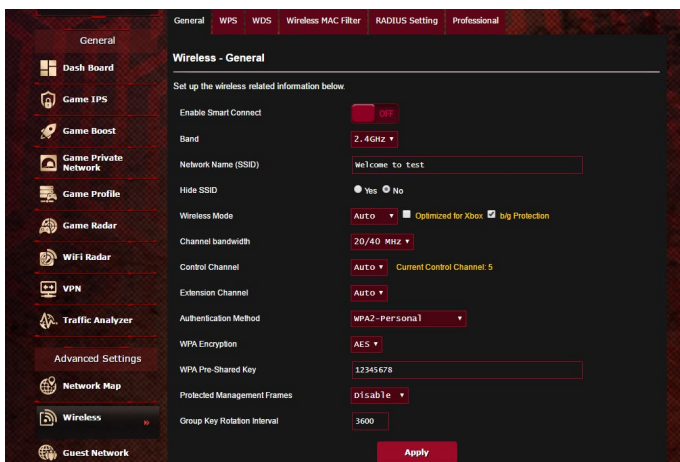 General WPS WDS Wireless MAC Filter RADIUS Setting Professional
General
Dash Board
Game IPS
Game Boost
Game Private
Network
Game Profile
Game Radar
WiFi Radar
VPN
Traffic Analyzer
Advanced Settings
Network Map
Wireless »
Guest Network
Wireless - General
Set up the wireless related information below.
Enable Smart Connect OFF
Band 2.4GHz
Network Name (SSID) Welcome to test
Hide SSID Yes No
Wireless Mode Auto Optimized for Xbox b/g Protection
Channel bandwidth 20/40 MHz
Control Channel Auto Current Control Channel: 5
Extension Channel Auto
Authentication Method WPA2-Personal
WPA Encryption AES
WPA Pre-Shared Key 12345678
Protected Management Frames Disable
Group Key Rotation Interval 3600
Apply